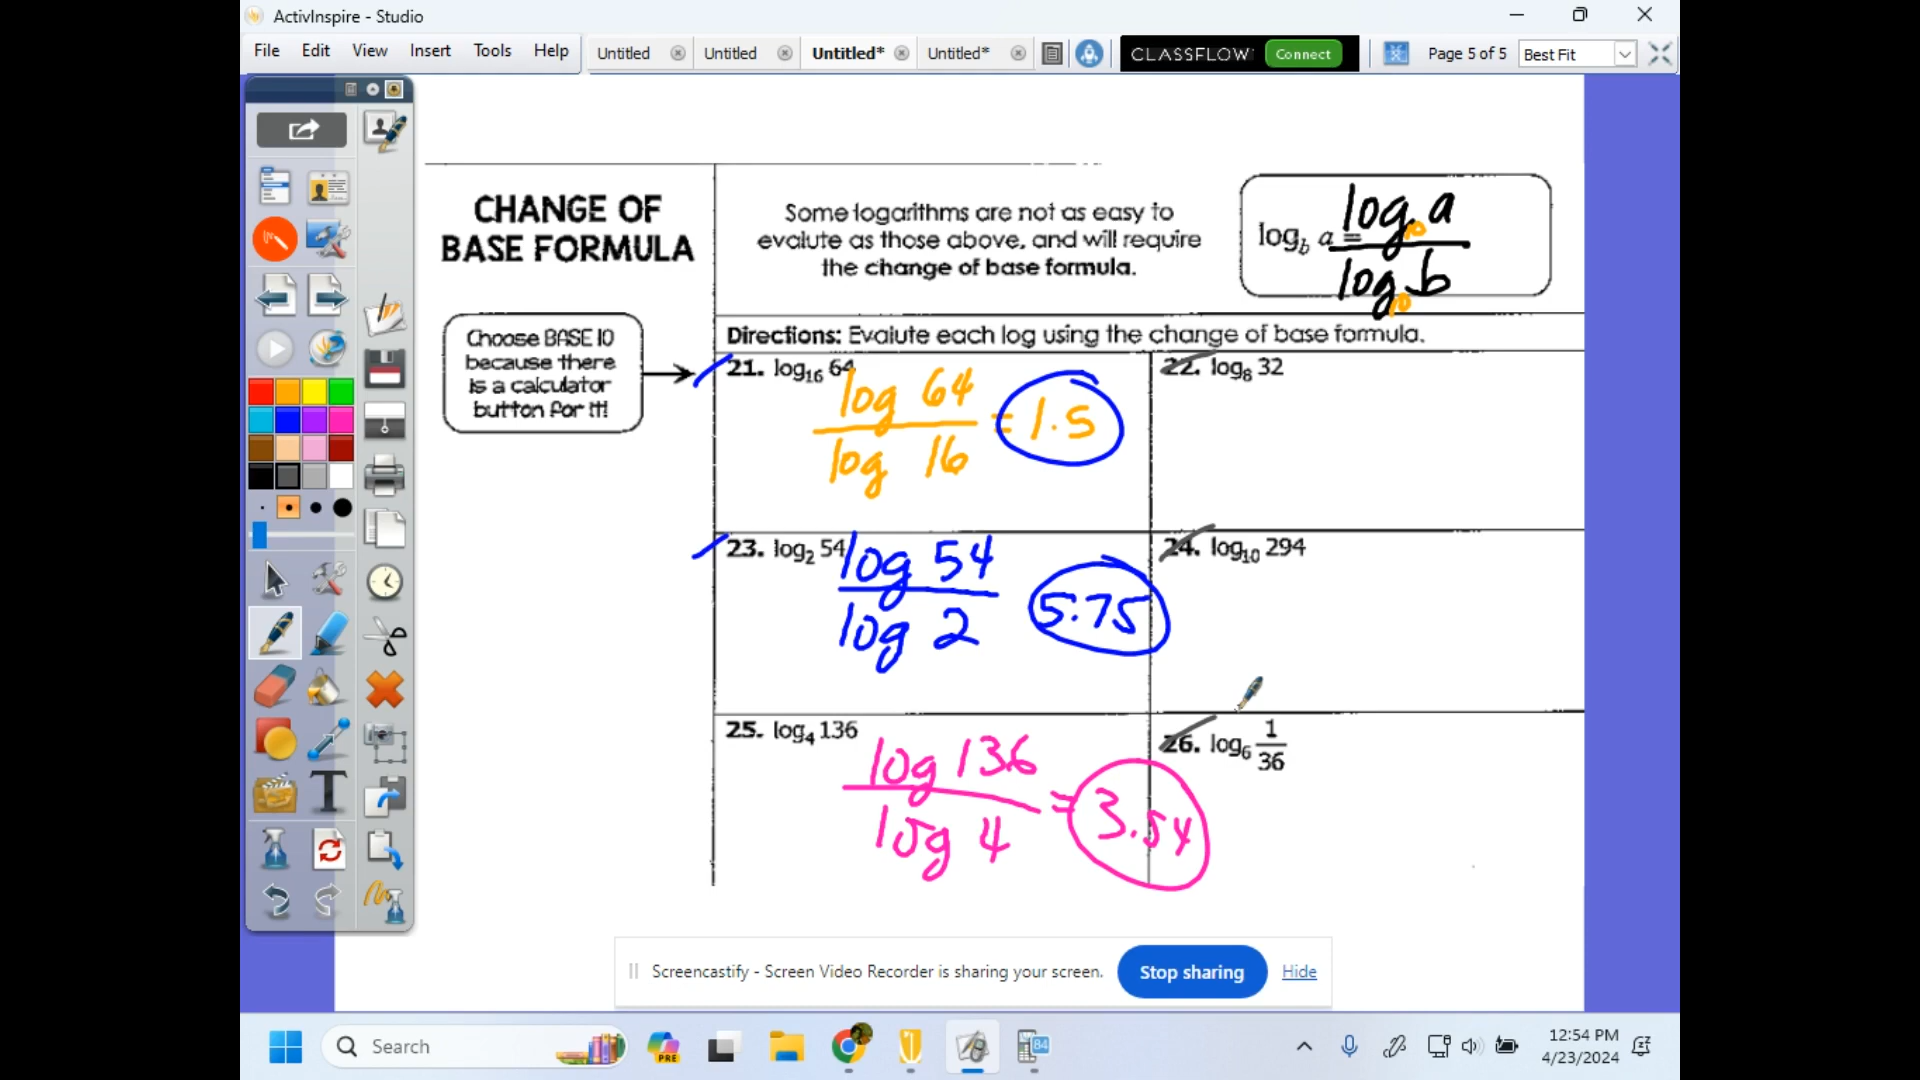 ActivInspire - Studio
File Edit View Insert Tools Help Untitled Untitled Untitled* Untitled* CLASSFLOW Connect Page 5 of 5 Best Fit
CHANGE OF
BASE FORMULA
Some logarithms are not as easy to
evalute as those above, and will require
the change of base formula.
log_b a = log₁₀ a / log₁₀ b
Choose BASE 10
because there
is a calculator
button for it!
Directions: Evalute each log using the change of base formula.
21. log₁₆ 64
log 64 / log 16 = 1.5
22. log₈ 32
23. log₂ 54
log 54 / log 2 5.75
24. log₁₀ 294
25. log₄ 136
log 136 / log 4 = 3.54
26. log₆ 1/36
Screencastify - Screen Video Recorder is sharing your screen. Stop sharing Hide
Search
PRE
84
12:54 PM
4/23/2024